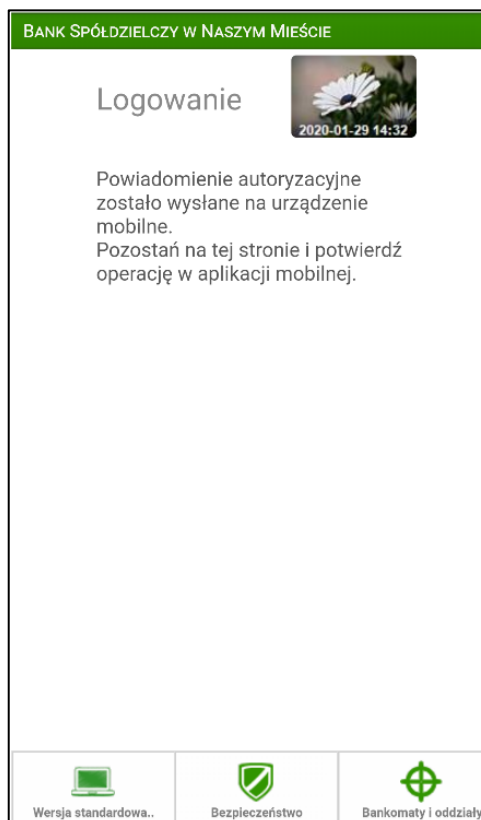 BANK SPÓŁDZIELCZY W NASZYM MIEŚCIE
Logowanie
2020-01-29 14:32
Powiadomienie autoryzacyjne
zostało wysłane na urządzenie
mobilne.
Pozostań na tej stronie i potwierdź
operację w aplikacji mobilnej.
Wersja standardowa..
Bezpieczeństwo
Bankomaty i oddziały